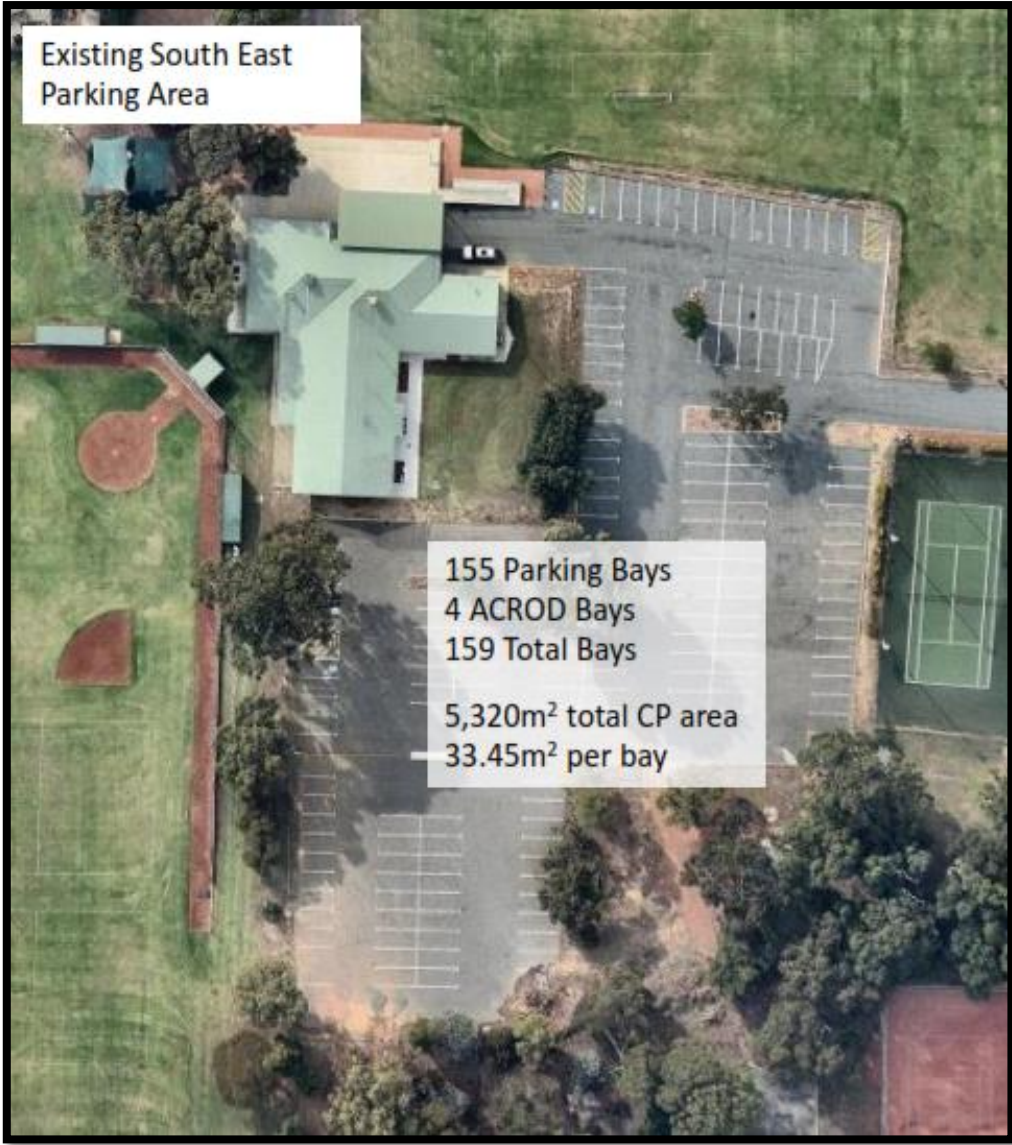 Existing South East
Parking Area
155 Parking Bays
4 ACROD Bays
159 Total Bays
5,320m² total CP area
33.45m² per bay